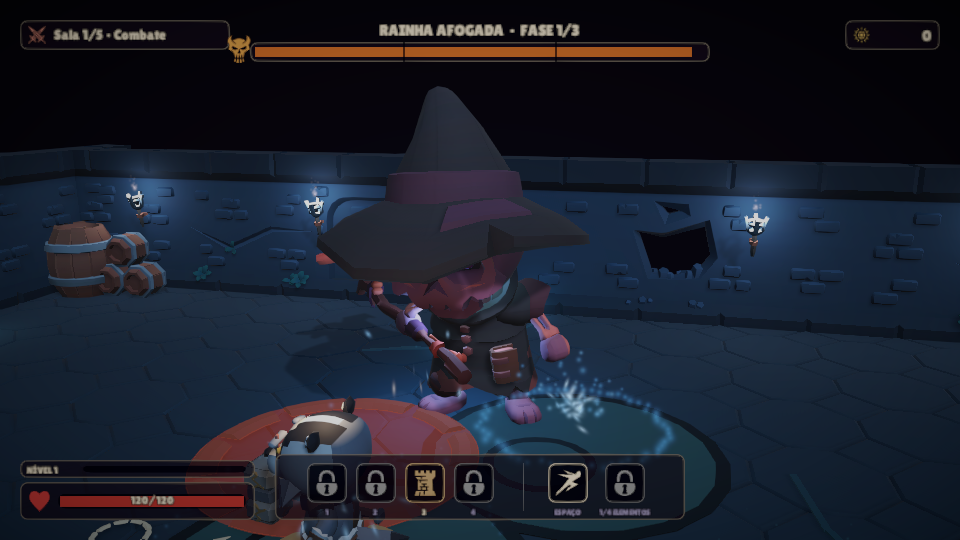 Sala 1/5 · Combate
RAINHA AFOGADA · FASE 1/3
0
NÍVEL 1
120/120
1
2
3
4
ESPAÇO
1/4 ELEMENTOS